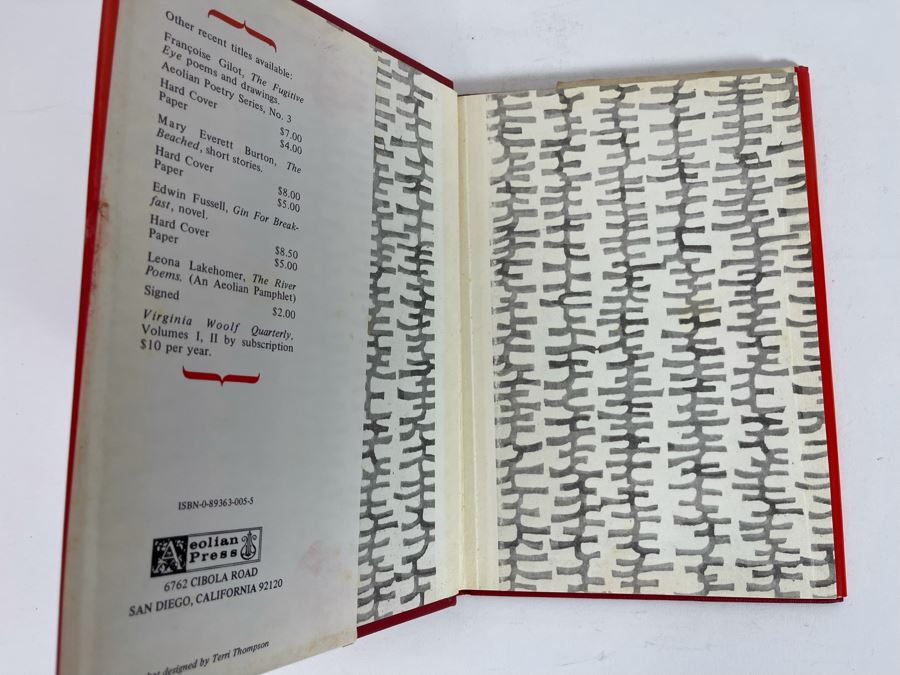 Other recent titles available:
Françoise Gilot, The Fugitive
Eye poems and drawings.
Aeolian Poetry Series, No. 3
Hard Cover $7.00
Paper $4.00
Mary Everett Burton, The
Beached, short stories.
Hard Cover $8.00
Paper $5.00
Edwin Fussell, Gin For Break-
fast, novel.
Hard Cover $8.50
Paper $5.00
Leona Lakehomer, The River
Poems. (An Aeolian Pamphlet)
Signed $2.00
Virginia Woolf Quarterly,
Volumes I, II by subscription
$10 per year.
ISBN-0-89363-005-5
Aeolian
Press
6762 CIBOLA ROAD
SAN DIEGO, CALIFORNIA 92120
designed by Terri Thompson